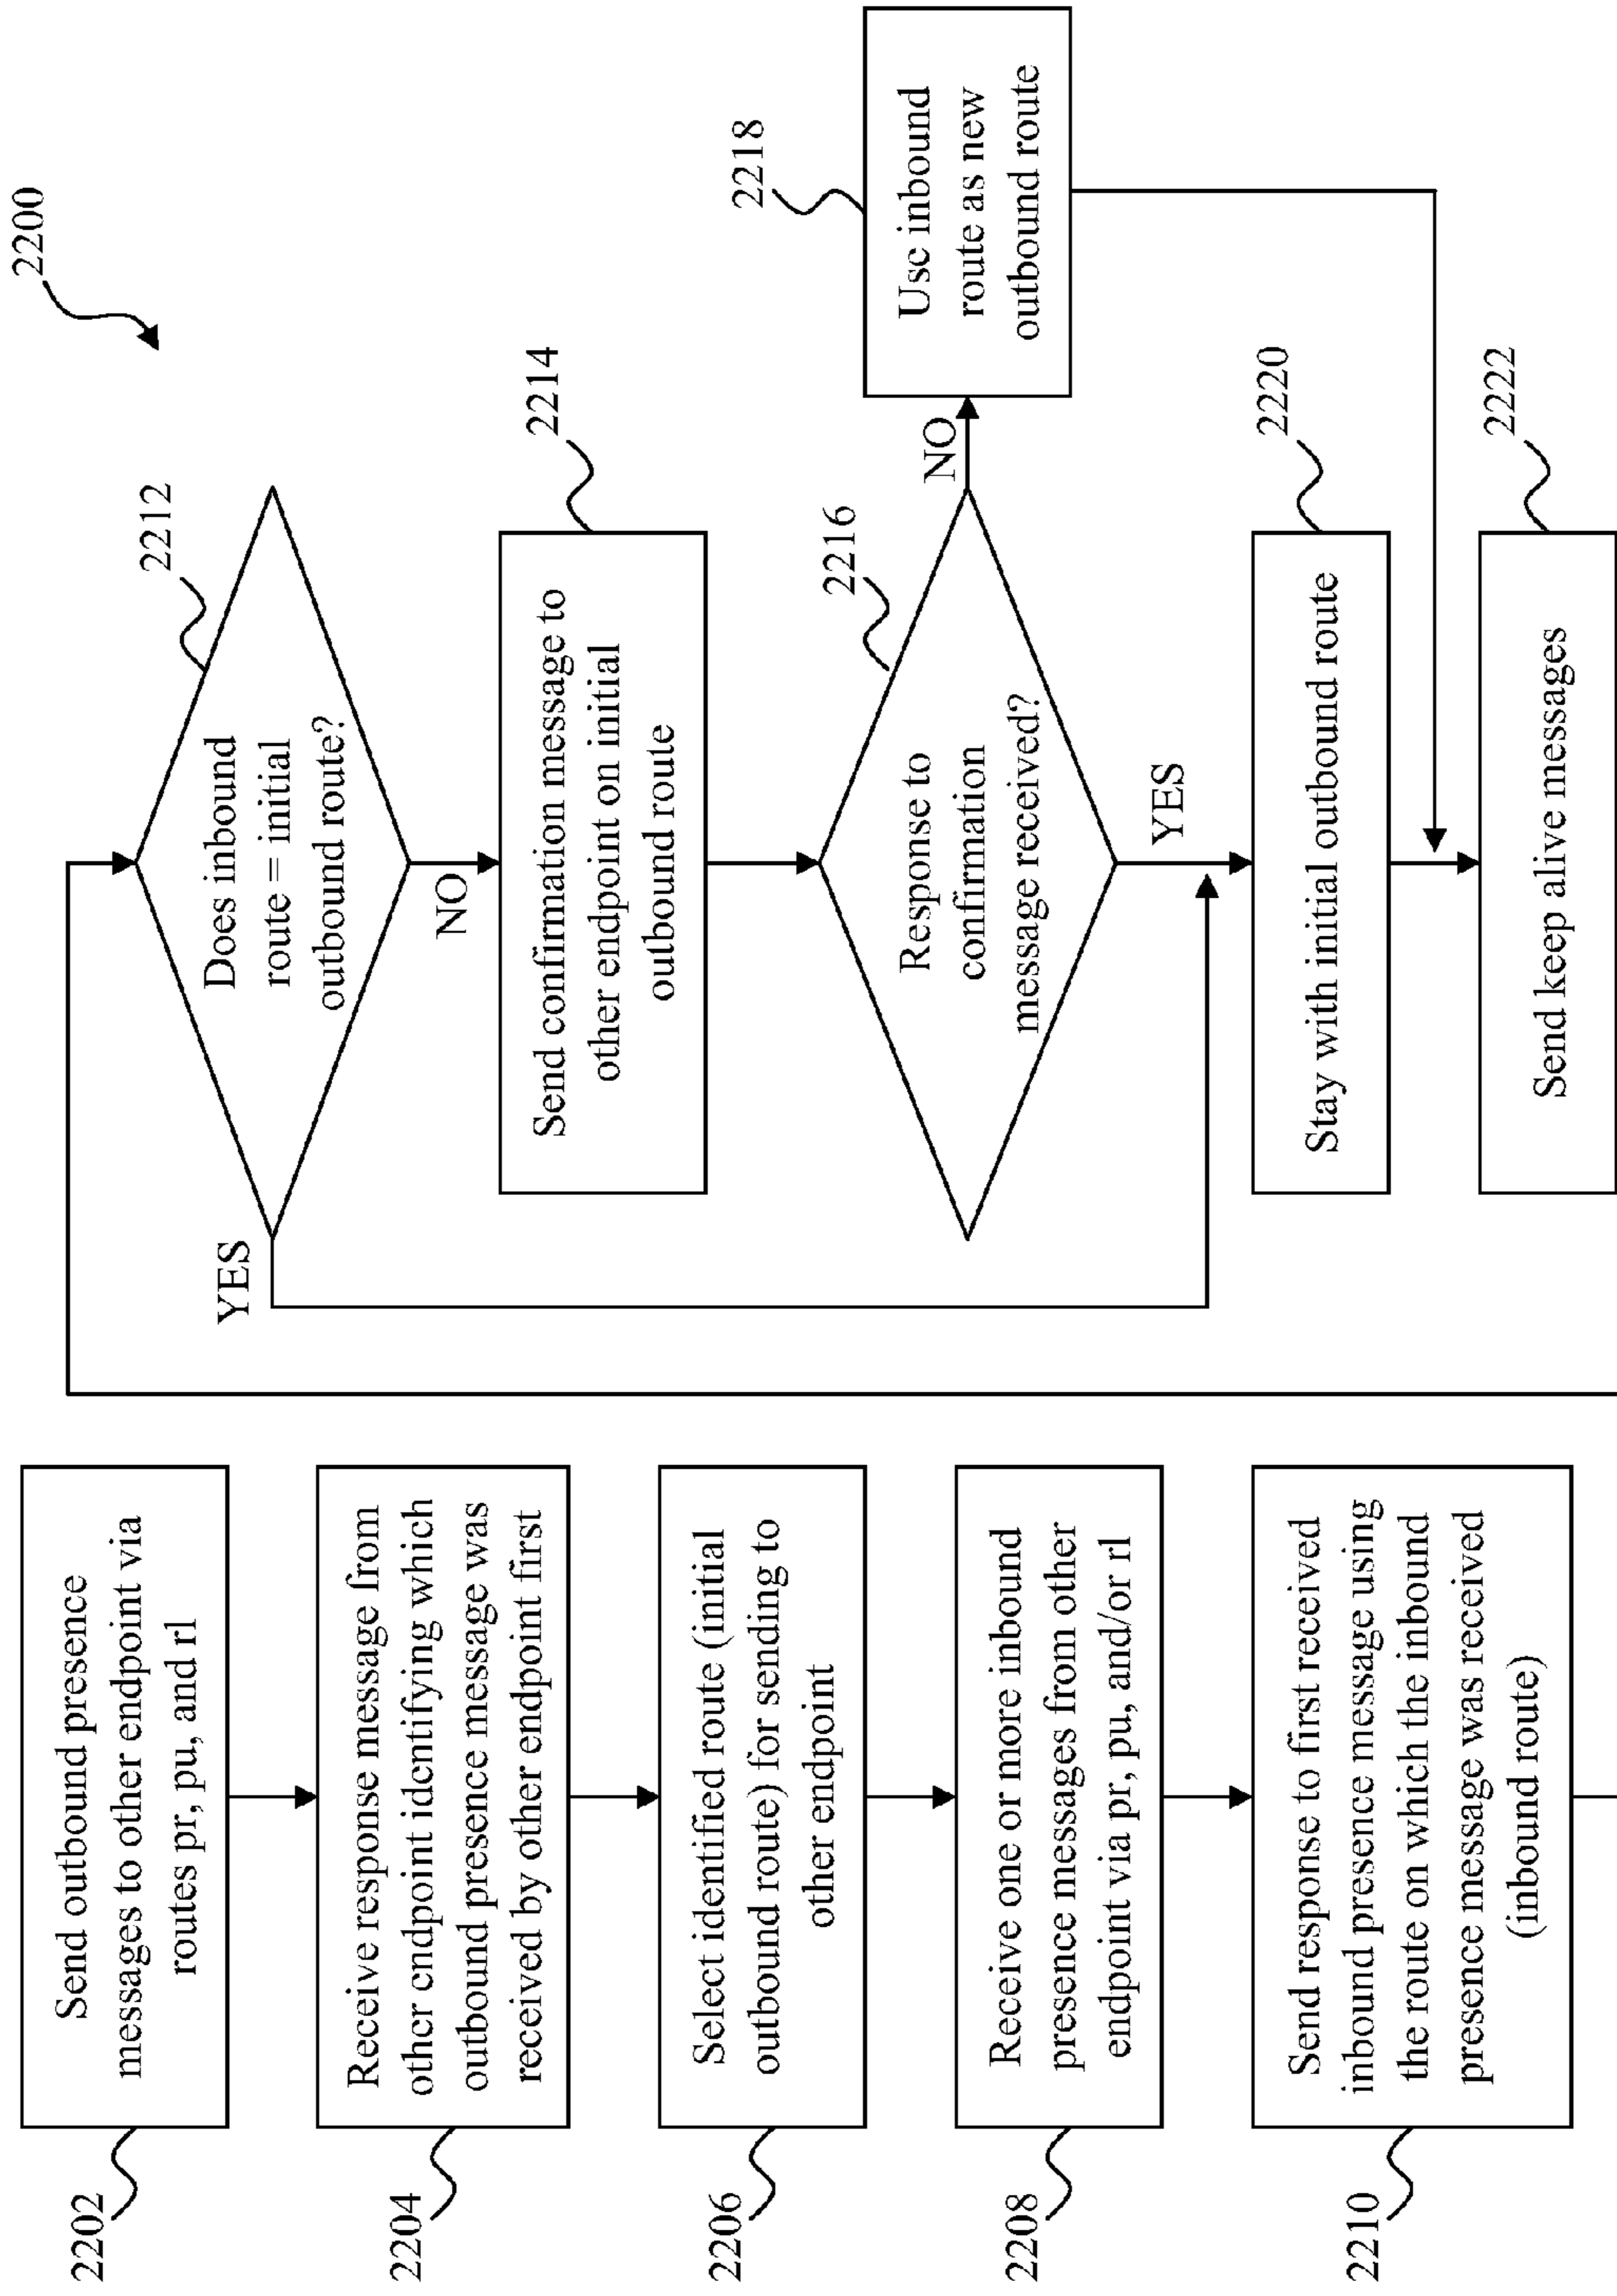 2200
2202
Send outbound presence
messages to other endpoint via
routes pr, pu, and rl
2204
Receive response message from
other endpoint identifying which
outbound presence message was
received by other endpoint first
2206
Select identified route (initial
outbound route) for sending to
other endpoint
2208
Receive one or more inbound
presence messages from other
endpoint via pr, pu, and/or rl
2210
Send response to first received
inbound presence message using
the route on which the inbound
presence message was received
(inbound route)
2212
Does inbound
route = initial
outbound route?
YES
NO
2214
Send confirmation message to
other endpoint on initial
outbound route
2216
Response to
confirmation
message received?
NO
YES
2218
Use inbound
route as new
outbound route
2220
Stay with initial outbound route
2222
Send keep alive messages